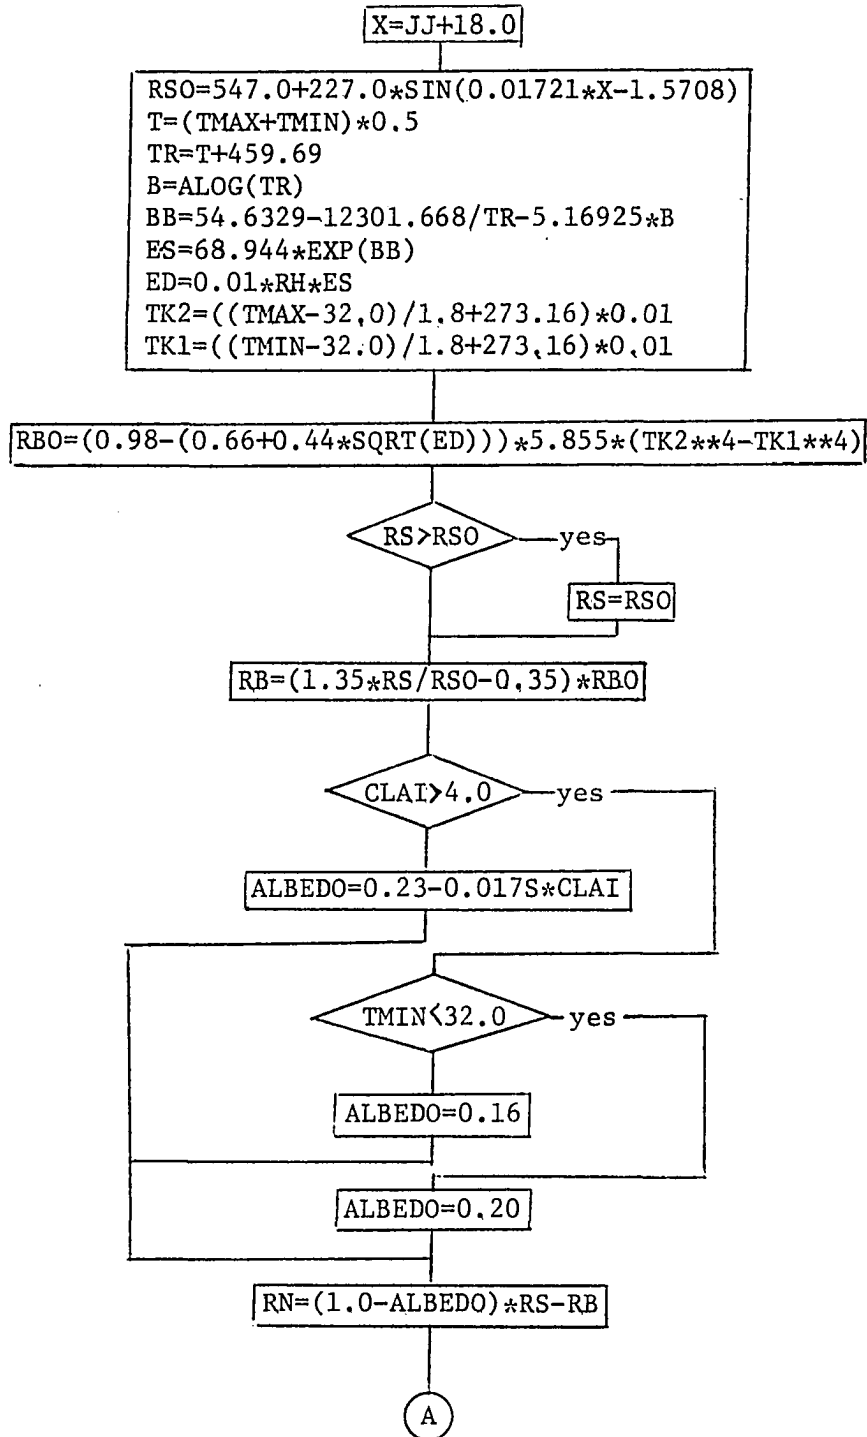 X=JJ+18.0
RSO=547.0+227.0*SIN(0.01721*X-1.5708)
T=(TMAX+TMIN)*0.5
TR=T+459.69
B=ALOG(TR)
BB=54.6329-12301.668/TR-5.16925*B
ES=68.944*EXP(BB)
ED=0.01*RH*ES
TK2=((TMAX-32.0)/1.8+273.16)*0.01
TK1=((TMIN-32.0)/1.8+273.16)*0.01
RBO=(0.98-(0.66+0.44*SQRT(ED)))*5.855*(TK2**4-TK1**4)
RS>RSO
yes
RS=RSO
RB=(1.35*RS/RSO-0.35)*RBO
CLAI>4.0
yes
ALBEDO=0.23-0.017S*CLAI
TMIN<32.0
yes
ALBEDO=0.16
ALBEDO=0.20
RN=(1.0-ALBEDO)*RS-RB
A